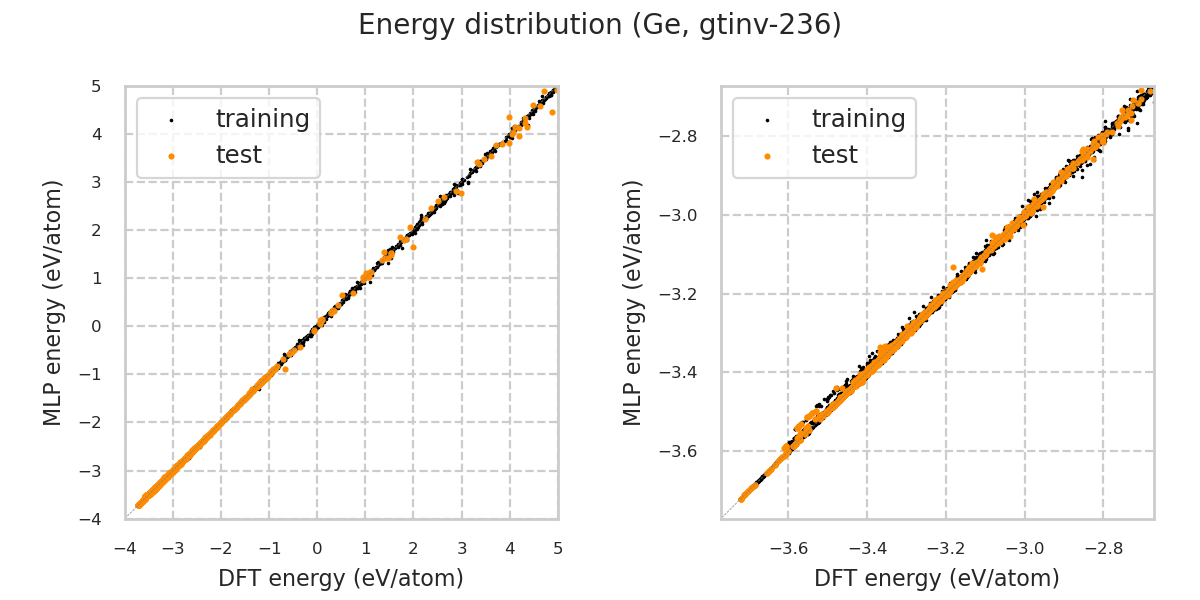 Energy distribution (Ge, gtinv-236)
training
test
5
4
3
2
1
0
−1
−2
−3
−4
MLP energy (eV/atom)
−4 −3 −2 −1 0 1 2 3 4 5
DFT energy (eV/atom)
training
test
−2.8
−3.0
−3.2
−3.4
−3.6
MLP energy (eV/atom)
−3.6 −3.4 −3.2 −3.0 −2.8
DFT energy (eV/atom)